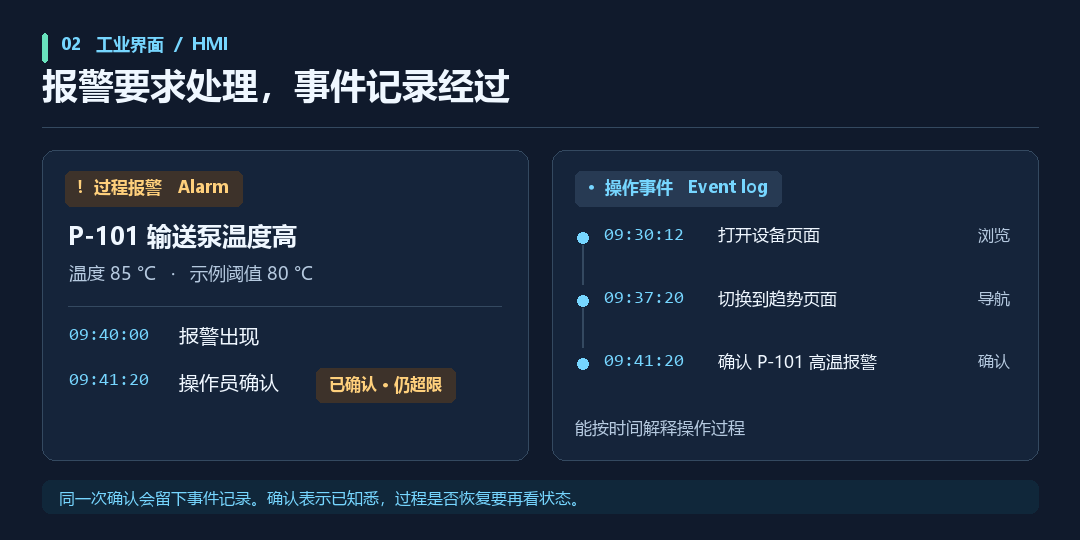 02 工业界面 / HMI
报警要求处理，事件记录经过
! 过程报警 Alarm
P-101 输送泵温度高
温度 85 °C · 示例阈值 80 °C
09:40:00 报警出现
09:41:20 操作员确认 已确认 • 仍超限
• 操作事件 Event log
09:30:12 打开设备页面 浏览
09:37:20 切换到趋势页面 导航
09:41:20 确认 P-101 高温报警 确认
能按时间解释操作过程
同一次确认会留下事件记录。确认表示已知悉，过程是否恢复要再看状态。